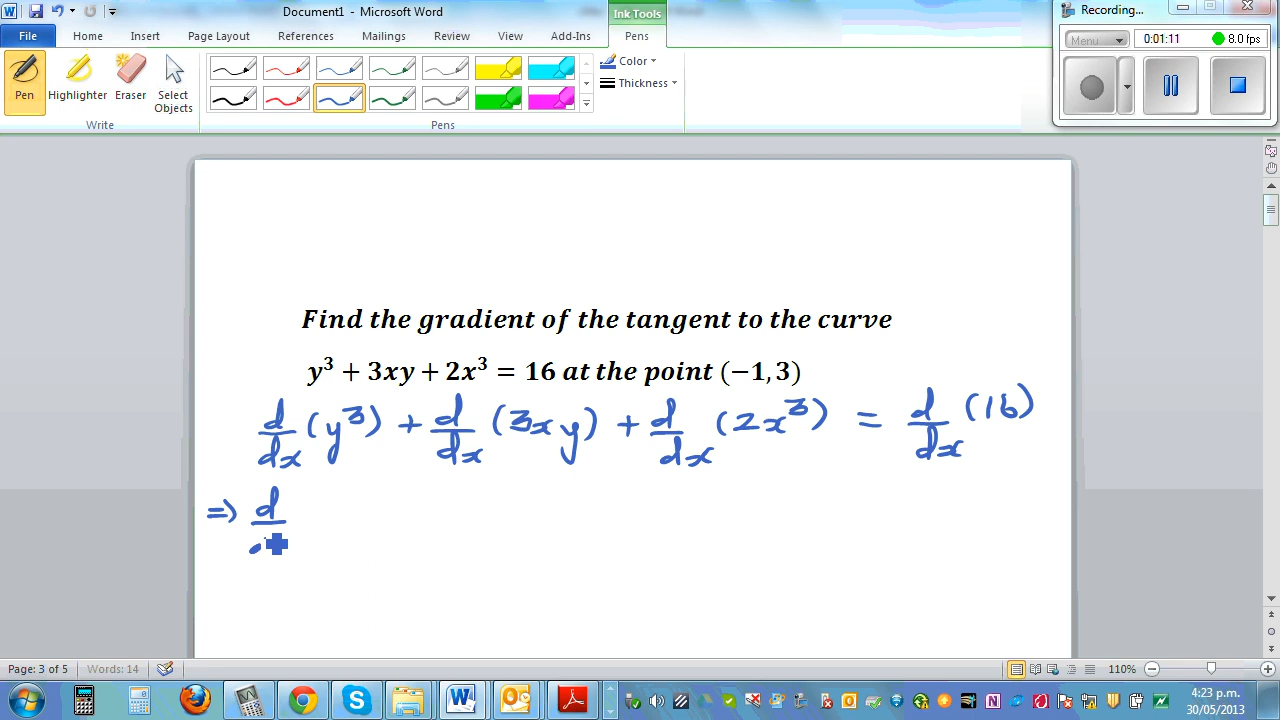 Document1 - Microsoft Word
Ink Tools
Recording...
File Home Insert Page Layout References Mailings Review View Add-Ins Pens
Menu 00:01:11 8.0 fps
Pen Highlighter Eraser Select Objects
Color
Thickness
Write Pens
Find the gradient of the tangent to the curve
y³ + 3xy + 2x³ = 16 at the point (−1, 3)
d/dx (y³) + d/dx (3xy) + d/dx (2x³) = d/dx (16)
⇒ d
Page: 3 of 5 Words: 14 110%
4:23 p.m.
30/05/2013